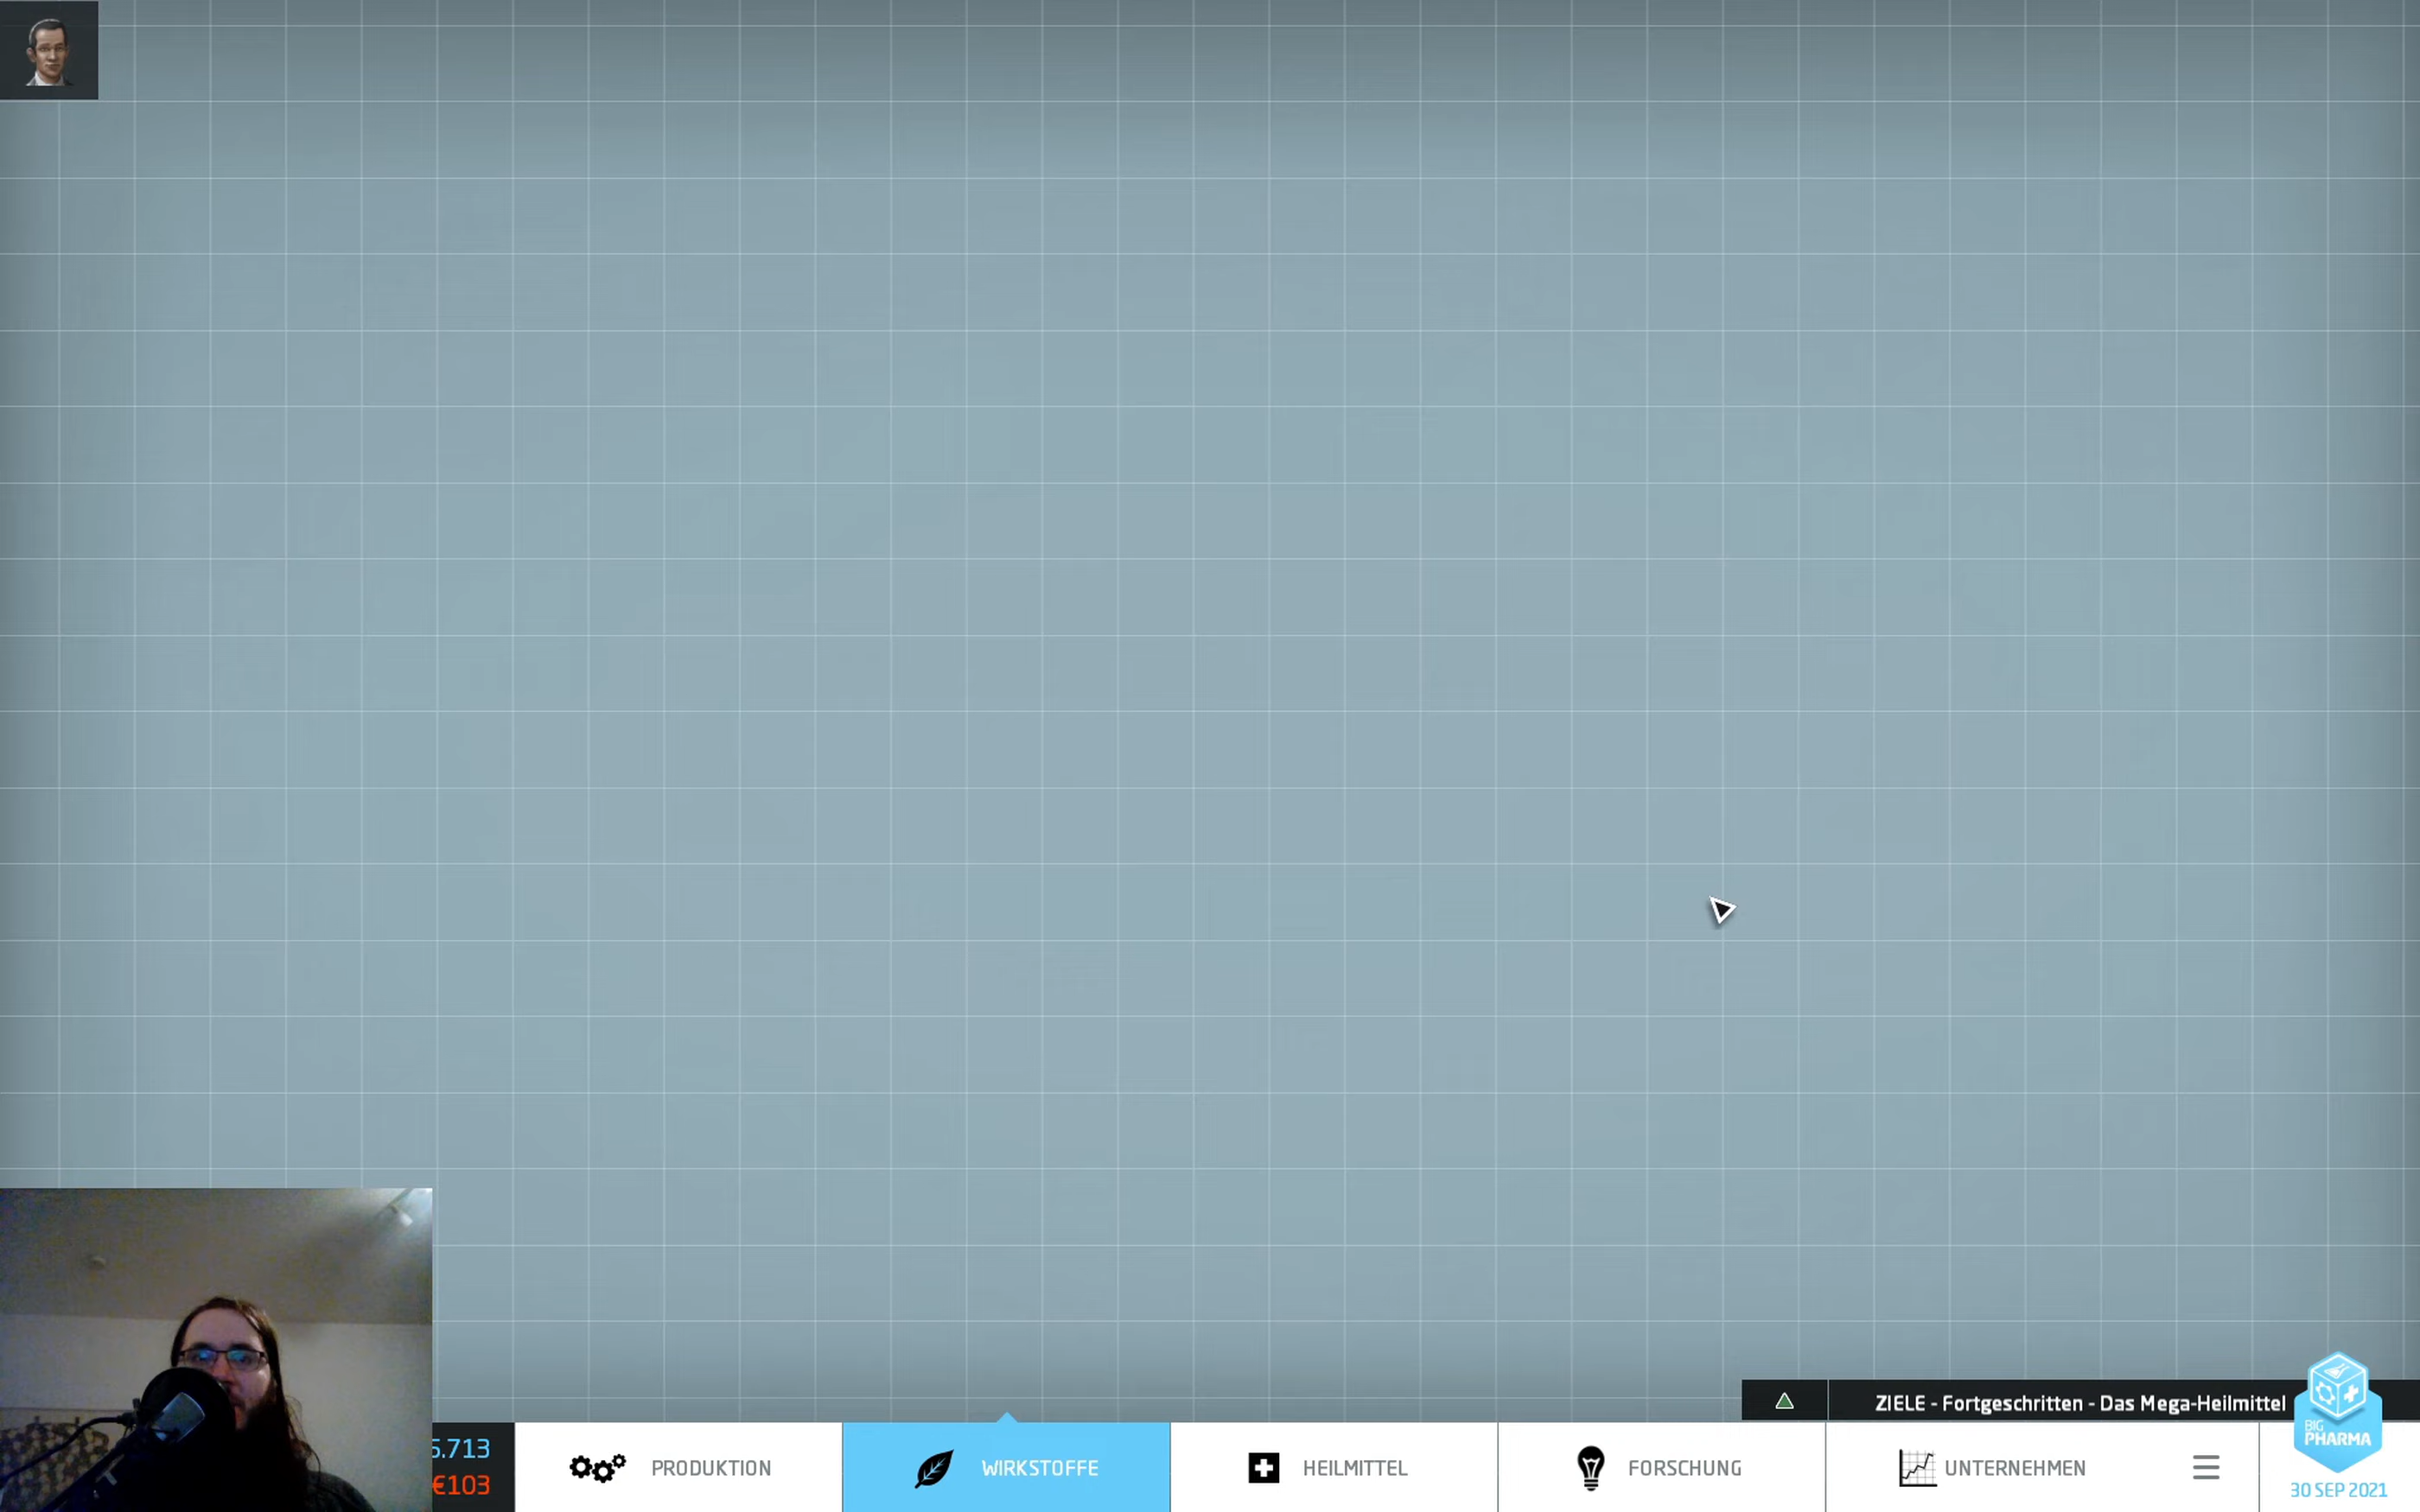 ZIELE - Fortgeschritten - Das Mega-Heilmittel
5.713
€103
PRODUKTION
WIRKSTOFFE
HEILMITTEL
FORSCHUNG
UNTERNEHMEN
BIG
PHARMA
30 SEP 2021